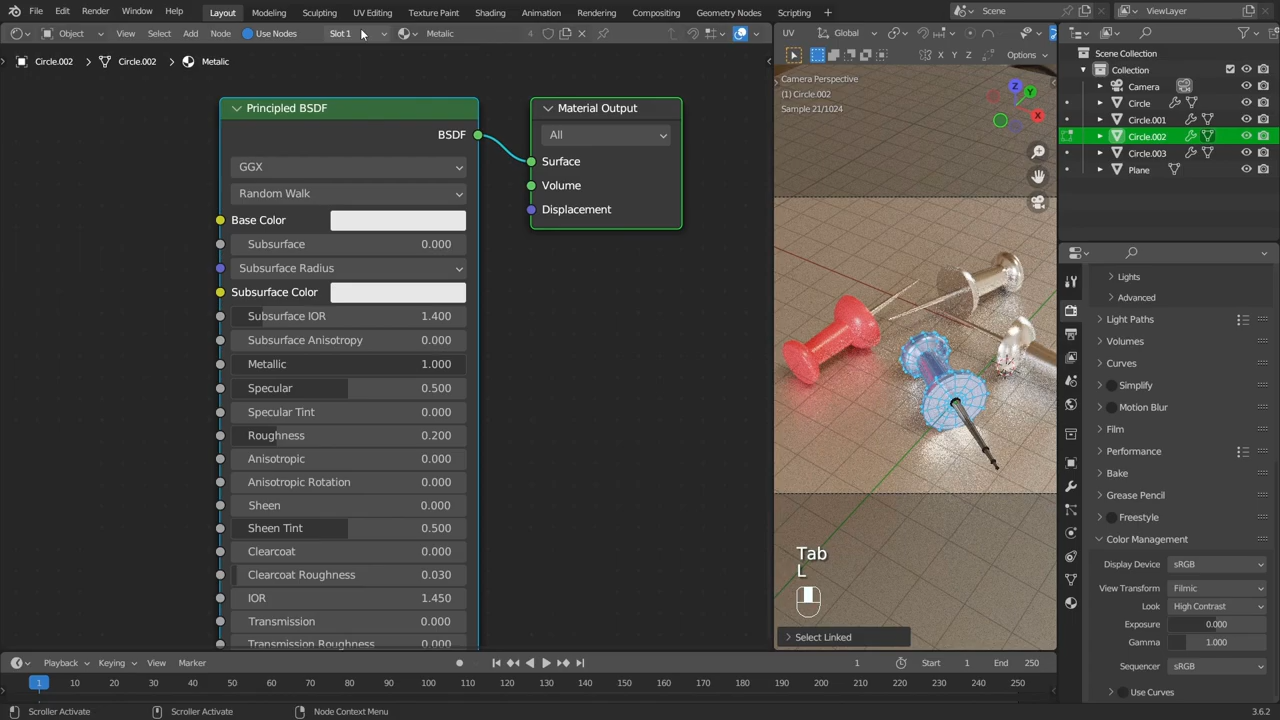 File Edit Render Window Help Layout Modeling Sculpting UV Editing Texture Paint Shading Animation Rendering Compositing Geometry Nodes Scripting + Scene ViewLayer
Object View Select Add Node Use Nodes Slot 1 Metalic 4
Circle.002 > Circle.002 > Metalic
Principled BSDF
BSDF
GGX
Random Walk
Base Color
Subsurface 0.000
Subsurface Radius
Subsurface Color
Subsurface IOR 1.400
Subsurface Anisotropy 0.000
Metallic 1.000
Specular 0.500
Specular Tint 0.000
Roughness 0.200
Anisotropic 0.000
Anisotropic Rotation 0.000
Sheen 0.000
Sheen Tint 0.500
Clearcoat 0.000
Clearcoat Roughness 0.030
IOR 1.450
Transmission 0.000
Transmission Roughness 0.000
Material Output
All
Surface
Volume
Displacement
UV Global
X Y Z Options
Camera Perspective
(1) Circle.002
Sample 21/1024
Z
Y
X
Tab
L
Select Linked
Scene Collection
Collection
Camera
Circle
Circle.001
Circle.002
Circle.003
Plane
Lights
Advanced
Light Paths
Volumes
Curves
Simplify
Motion Blur
Film
Performance
Bake
Grease Pencil
Freestyle
Color Management
Display Device sRGB
View Transform Filmic
Look High Contrast
Exposure 0.000
Gamma 1.000
Sequencer sRGB
Use Curves
Playback Keying View Marker 1 Start 1 End 250
1 10 20 30 40 50 60 70 80 90 100 110 120 130 140 150 160 170 180 190 200 210 220 230 240 250
Scroller Activate Scroller Activate Node Context Menu 3.6.2